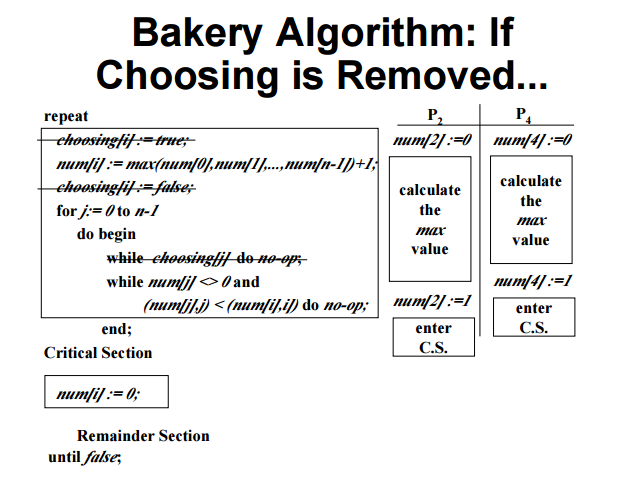 Bakery Algorithm: If
Choosing is Removed...
repeat
choosing[i] := true;
num[i] := max(num[0],num[1],...,num[n-1])+1;
choosing[i] := false;
for j:= 0 to n-1
do begin
while choosing[j] do no-op;
while num[j] <> 0 and
(num[j],j) < (num[i],i) do no-op;
end;
Critical Section
num[i] := 0;
Remainder Section
until false;
P2
num[2] :=0
calculate
the
max
value
num[2] :=1
enter
C.S.
P4
num[4] :=0
calculate
the
max
value
num[4] :=1
enter
C.S.